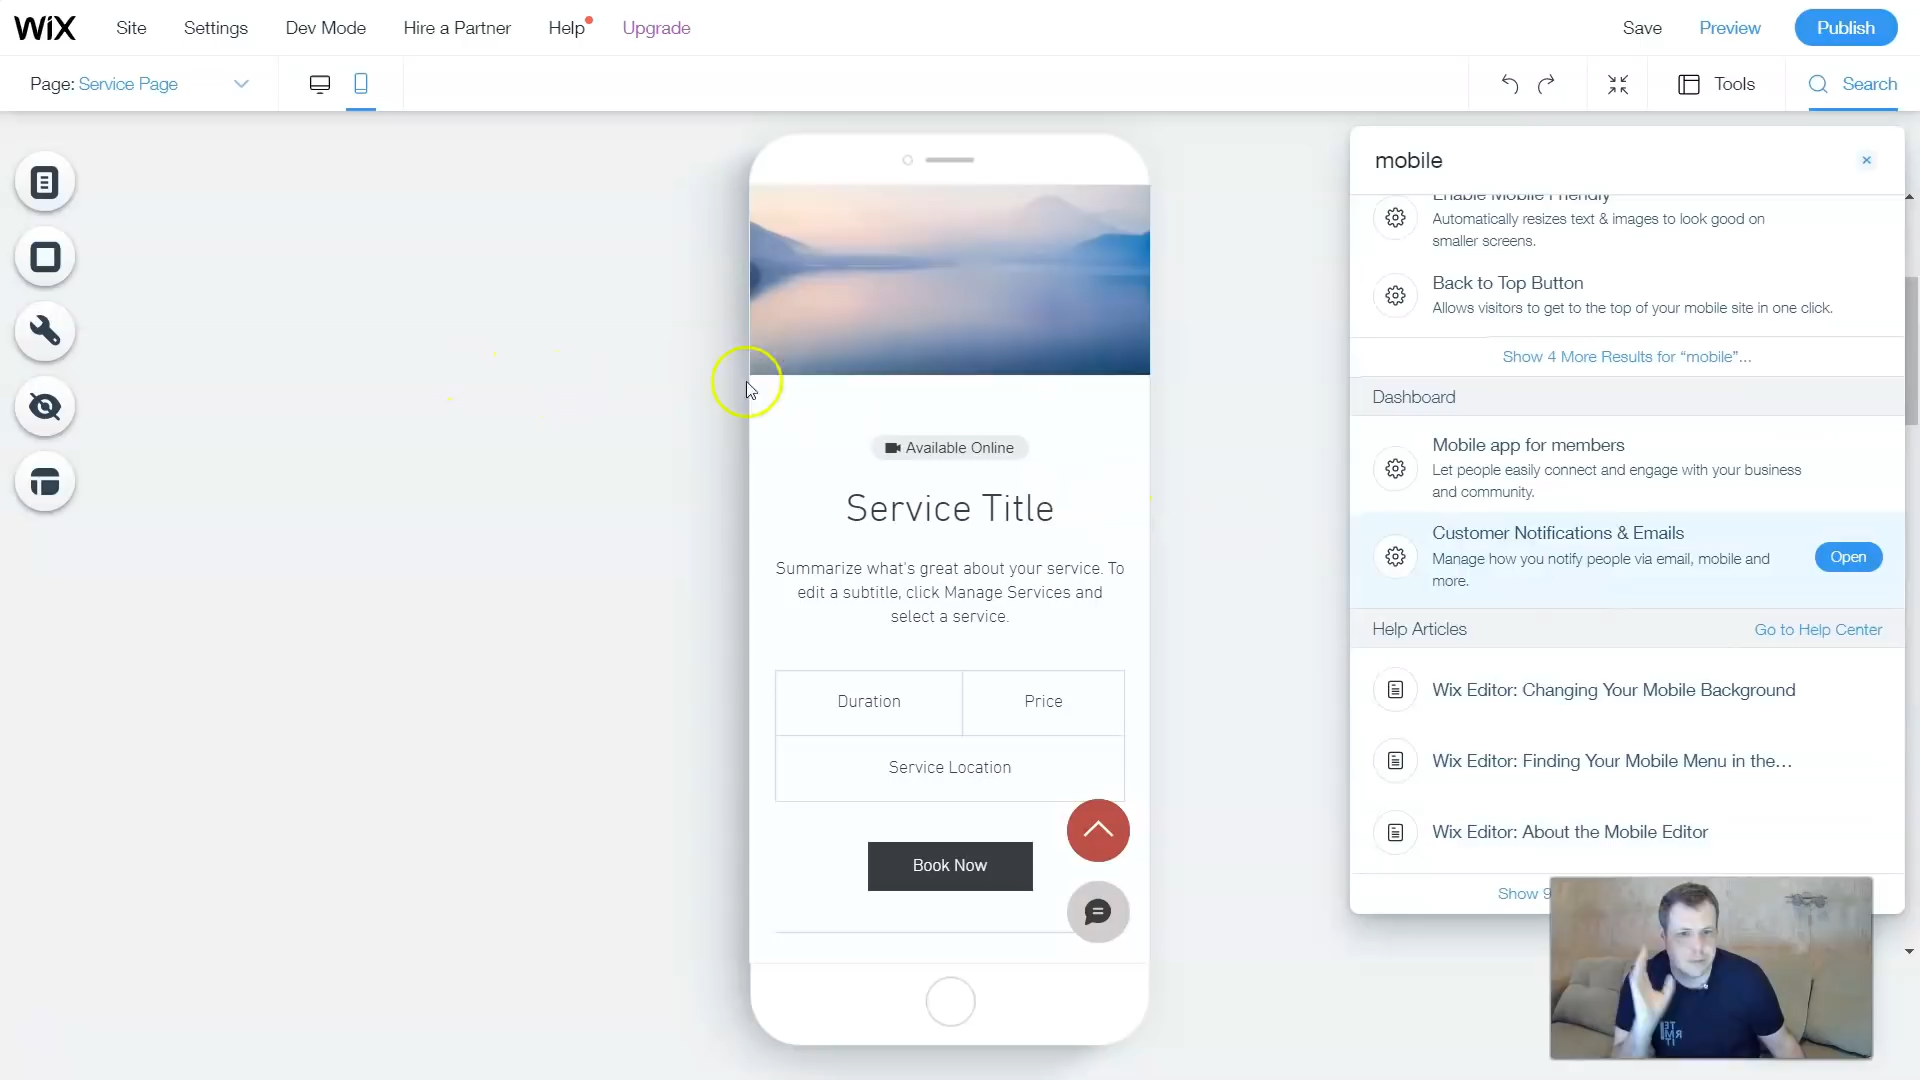 WiX Site Settings Dev Mode Hire a Partner Help Upgrade Save Preview Publish
Page: Service Page Tools Search
mobile
Enable Mobile Friendly
Automatically resizes text & images to look good on
smaller screens.
Back to Top Button
Allows visitors to get to the top of your mobile site in one click.
Show 4 More Results for “mobile”...
Dashboard
Mobile app for members
Let people easily connect and engage with your business
and community.
Customer Notifications & Emails
Manage how you notify people via email, mobile and
more.
Open
Help Articles Go to Help Center
Wix Editor: Changing Your Mobile Background
Wix Editor: Finding Your Mobile Menu in the...
Wix Editor: About the Mobile Editor
Show 9
Available Online
Service Title
Summarize what's great about your service. To
edit a subtitle, click Manage Services and
select a service.
Duration Price
Service Location
Book Now